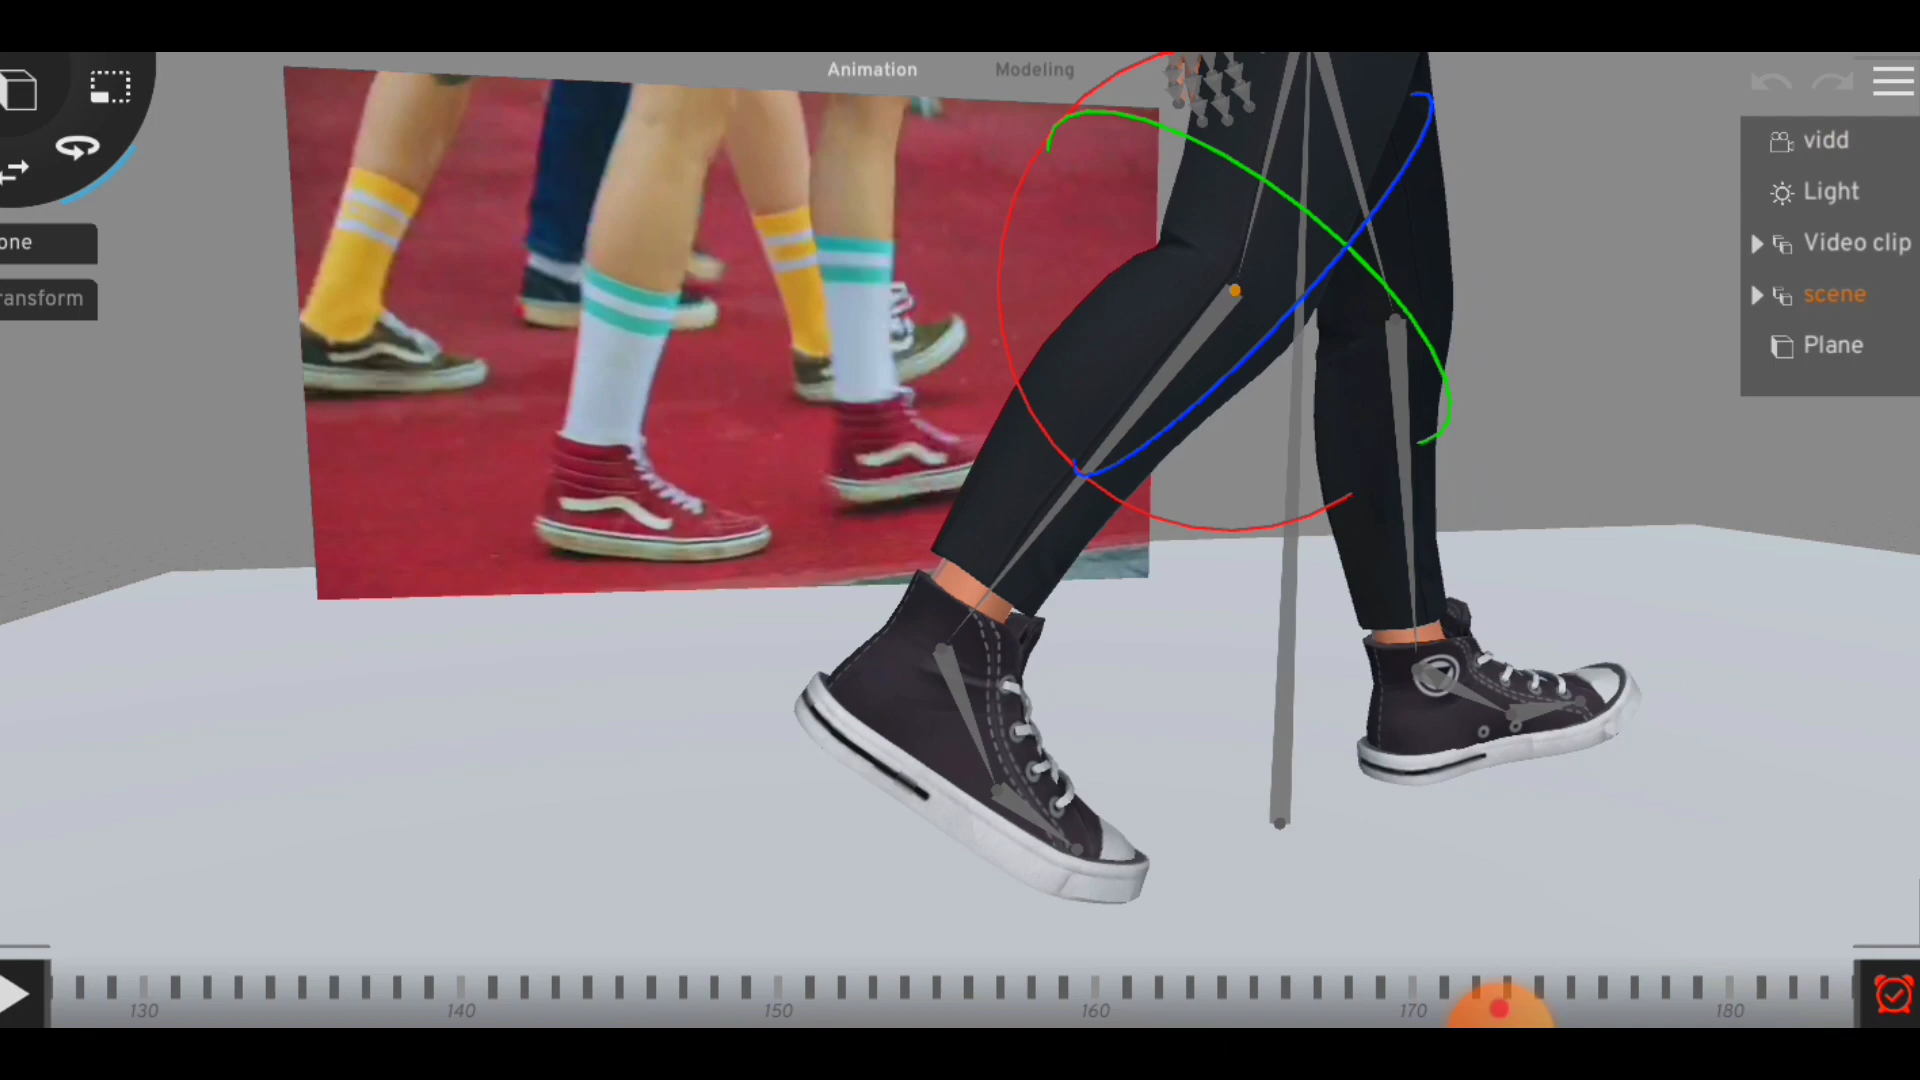 Animation
Modeling
one
ransform
vidd
Light
Video clip
scene
Plane
130
140
150
160
170
180